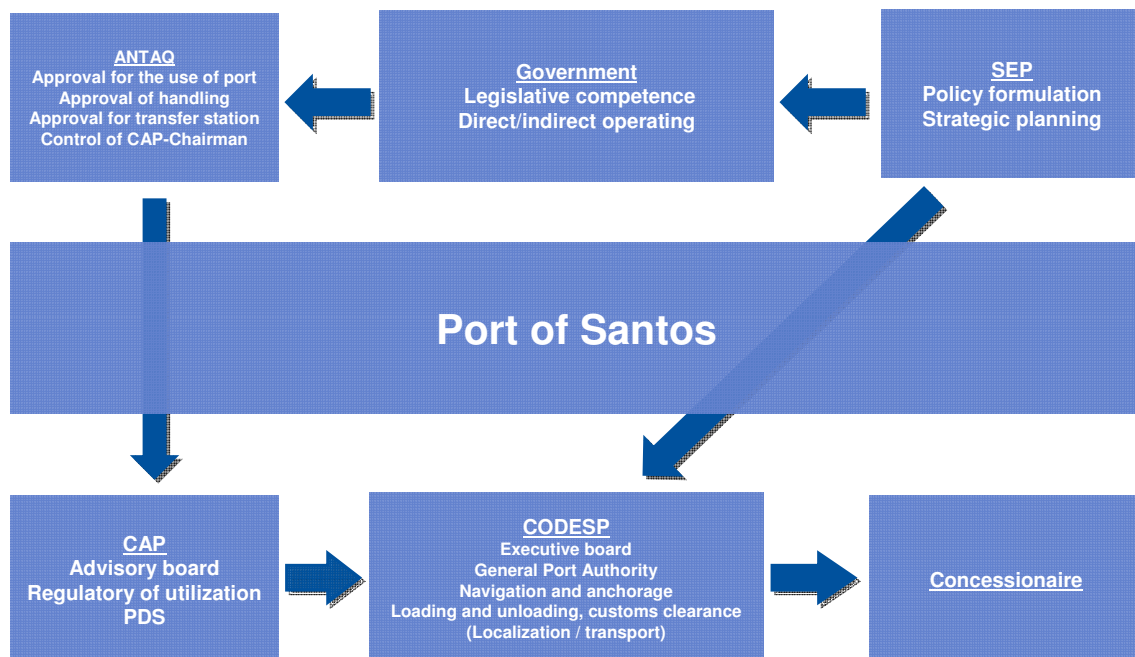 ANTAQ
Approval for the use of port
Approval of handling
Approval for transfer station
Control of CAP-Chairman
Government
Legislative competence
Direct/indirect operating
SEP
Policy formulation
Strategic planning
Port of Santos
CAP
Advisory board
Regulatory of utilization
PDS
CODESP
Executive board
General Port Authority
Navigation and anchorage
Loading and unloading, customs clearance
(Localization / transport)
Concessionaire